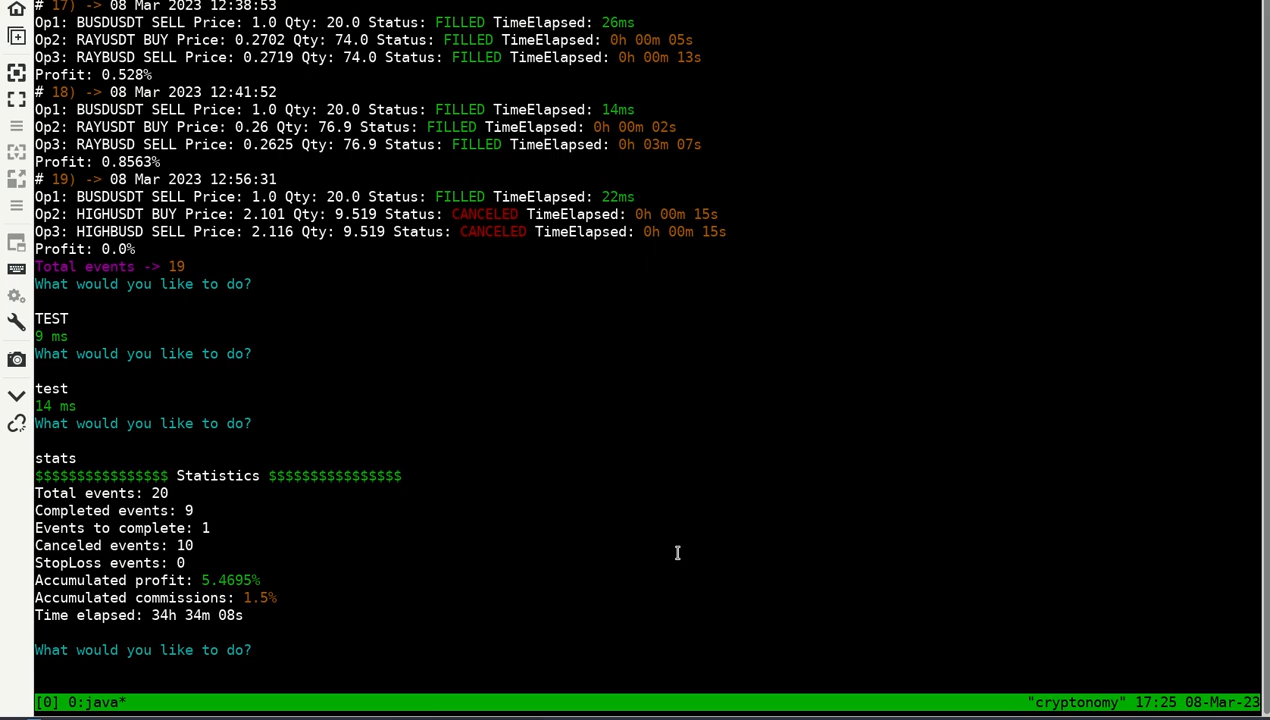 # 17) -> 08 Mar 2023 12:38:53
Op1: BUSDUSDT SELL Price: 1.0 Qty: 20.0 Status: FILLED TimeElapsed: 26ms
Op2: RAYUSDT BUY Price: 0.2702 Qty: 74.0 Status: FILLED TimeElapsed: 0h 00m 05s
Op3: RAYBUSD SELL Price: 0.2719 Qty: 74.0 Status: FILLED TimeElapsed: 0h 00m 13s
Profit: 0.528%
# 18) -> 08 Mar 2023 12:41:52
Op1: BUSDUSDT SELL Price: 1.0 Qty: 20.0 Status: FILLED TimeElapsed: 14ms
Op2: RAYUSDT BUY Price: 0.26 Qty: 76.9 Status: FILLED TimeElapsed: 0h 00m 02s
Op3: RAYBUSD SELL Price: 0.2625 Qty: 76.9 Status: FILLED TimeElapsed: 0h 03m 07s
Profit: 0.8563%
# 19) -> 08 Mar 2023 12:56:31
Op1: BUSDUSDT SELL Price: 1.0 Qty: 20.0 Status: FILLED TimeElapsed: 22ms
Op2: HIGHUSDT BUY Price: 2.101 Qty: 9.519 Status: CANCELED TimeElapsed: 0h 00m 15s
Op3: HIGHBUSD SELL Price: 2.116 Qty: 9.519 Status: CANCELED TimeElapsed: 0h 00m 15s
Profit: 0.0%
Total events -> 19
What would you like to do?
TEST
9 ms
What would you like to do?
test
14 ms
What would you like to do?
stats
$$$$$$$$$$$$$$$$ Statistics $$$$$$$$$$$$$$$$
Total events: 20
Completed events: 9
Events to complete: 1
Canceled events: 10
StopLoss events: 0
Accumulated profit: 5.4695%
Accumulated commissions: 1.5%
Time elapsed: 34h 34m 08s
What would you like to do?
[0] 0:java* "cryptonomy" 17:25 08-Mar-23